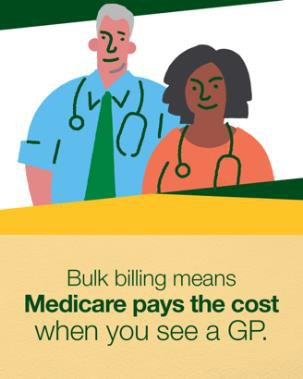 Bulk billing means
Medicare pays the cost
when you see a GP.